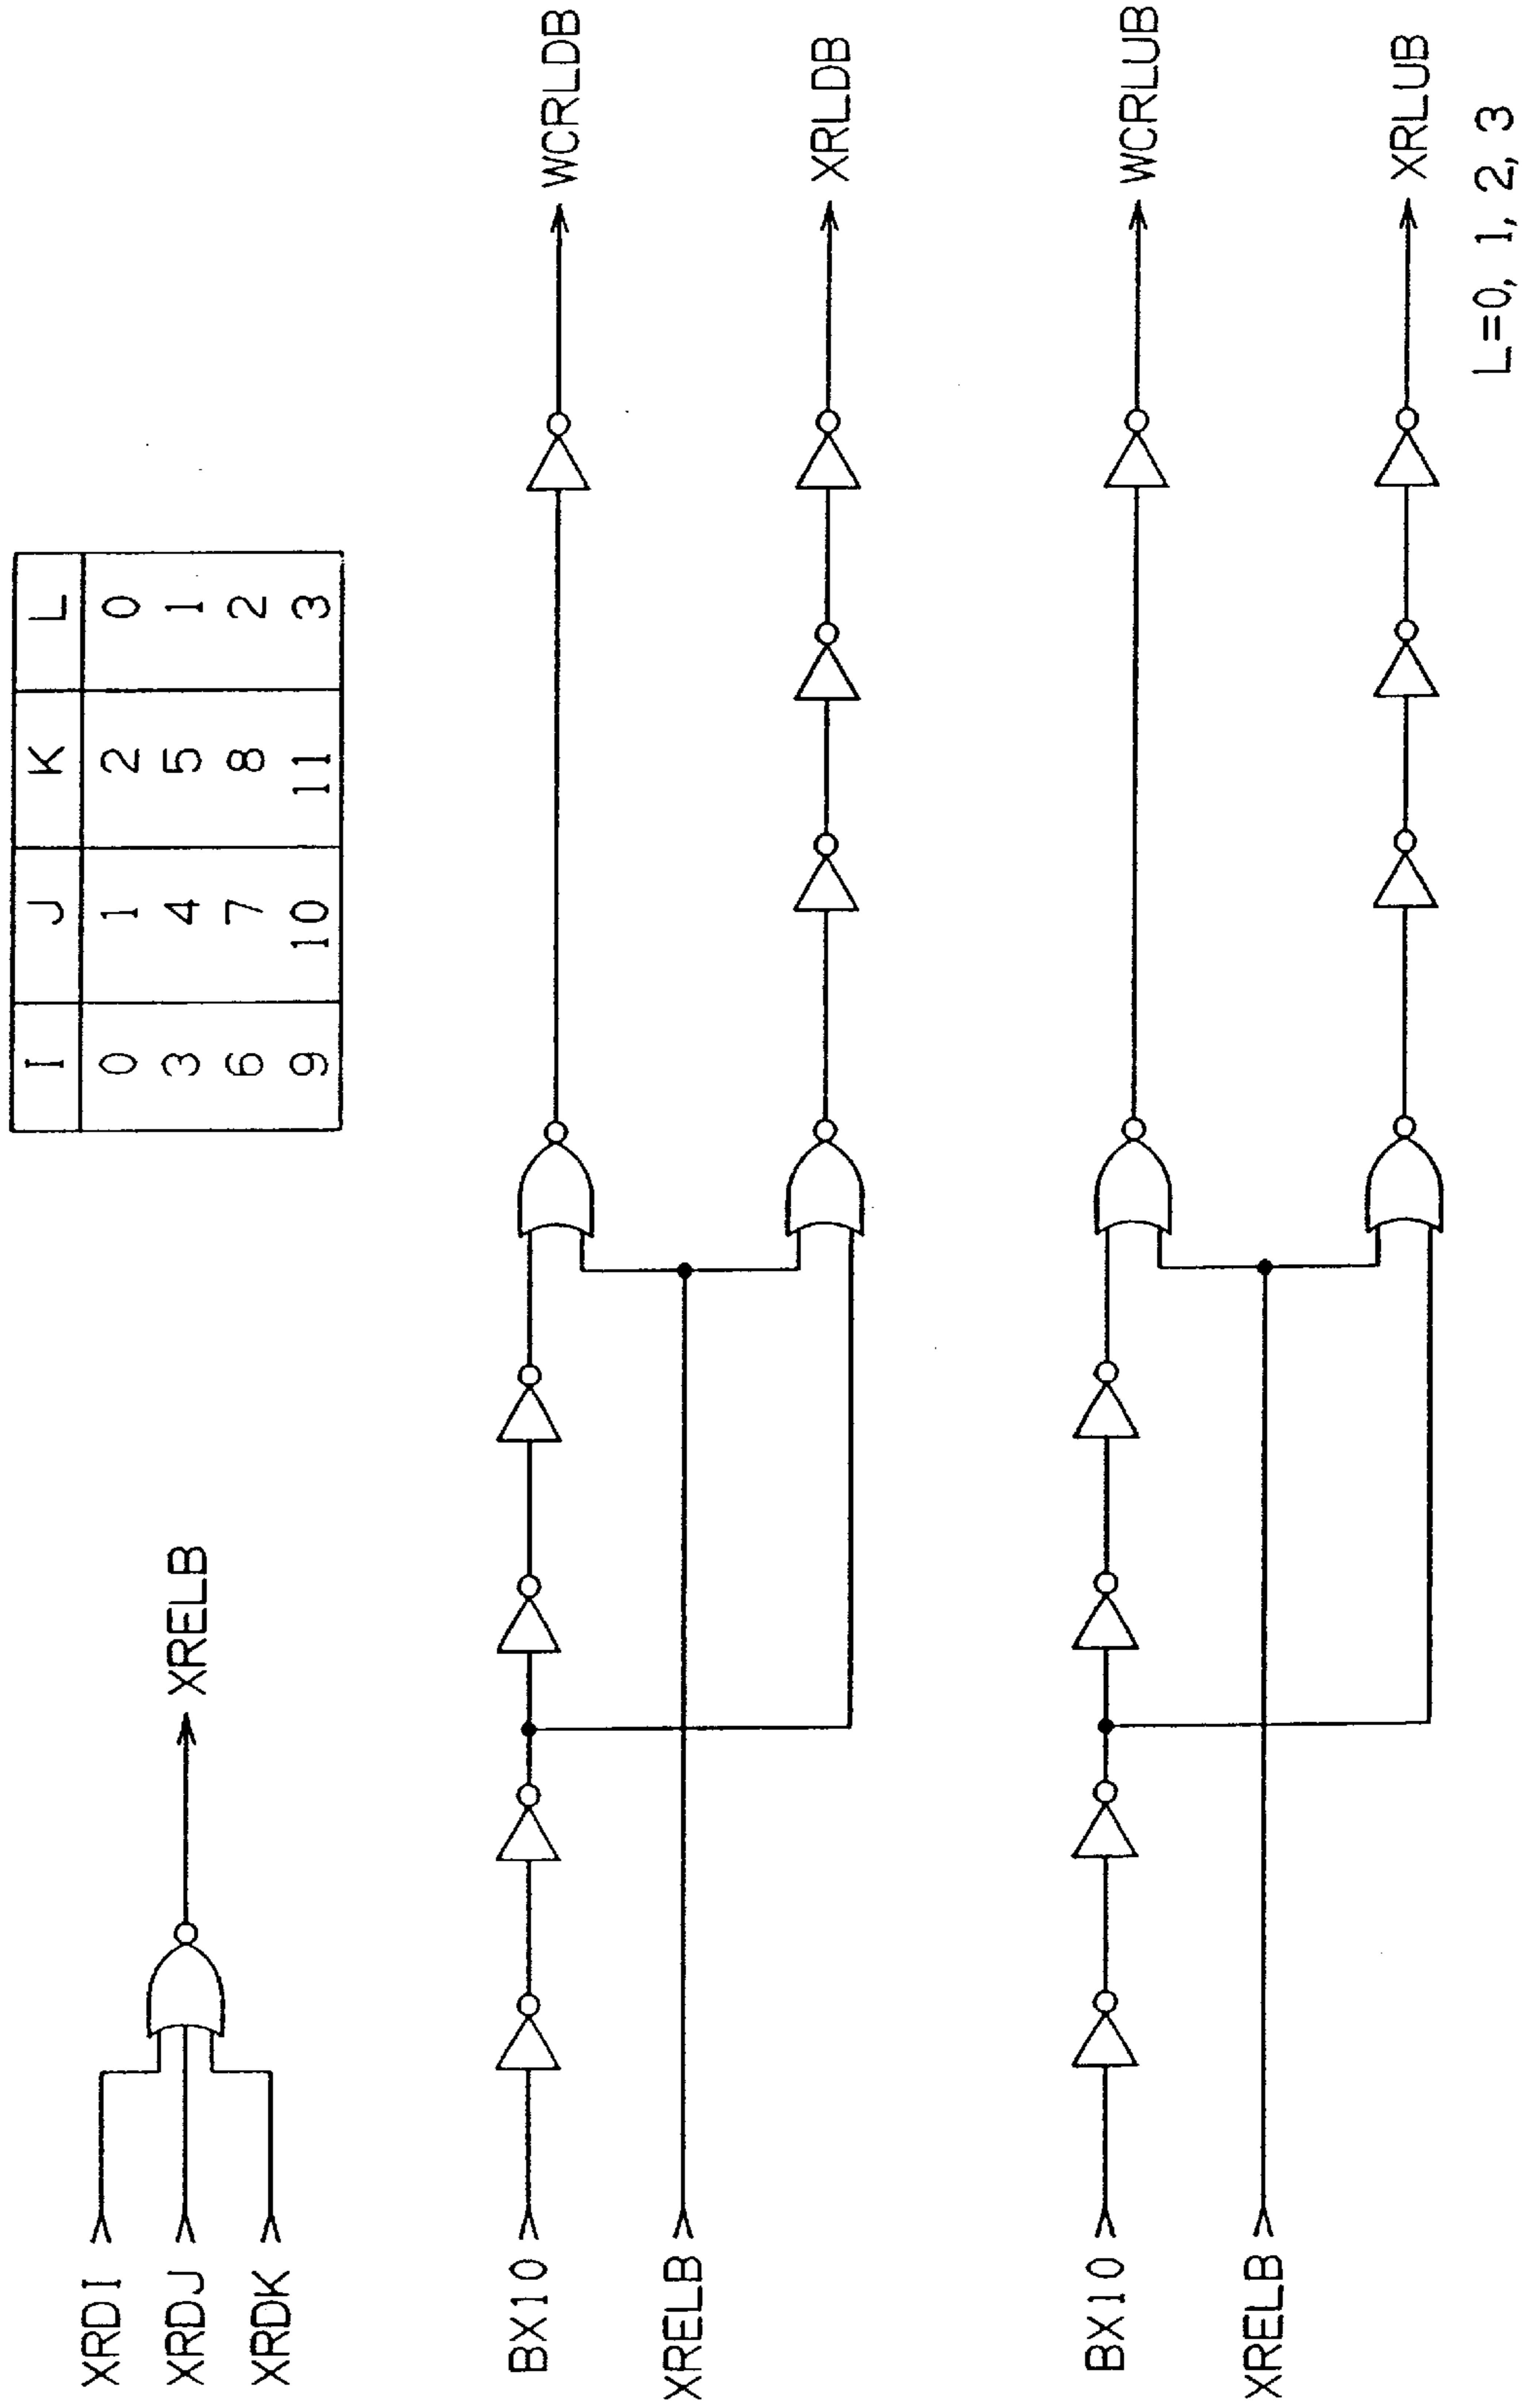 I J K L
0 1 2 0
3 4 5 1
6 7 8 2
9 10 11 3
XRDI
XRDJ
XRDK
XRELB
BX10
XRELB
WCRLDB
XRLDB
BX10
XRELB
WCRLUB
XRLUB
L=0, 1, 2, 3